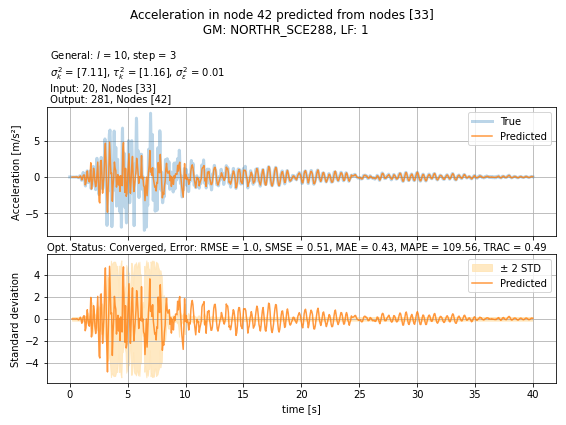 Acceleration in node 42 predicted from nodes [33]
GM: NORTHR_SCE288, LF: 1
General: l = 10, step = 3
σ²ₖ = [7.11], τ²ₖ = [1.16], σ²ε = 0.01
Input: 20, Nodes [33]
Output: 281, Nodes [42]
True
Predicted
Acceleration [m/s²]
5
0
−5
Opt. Status: Converged, Error: RMSE = 1.0, SMSE = 0.51, MAE = 0.43, MAPE = 109.56, TRAC = 0.49
± 2 STD
Predicted
Standard deviation
4
2
0
−2
−4
0 5 10 15 20 25 30 35 40
time [s]